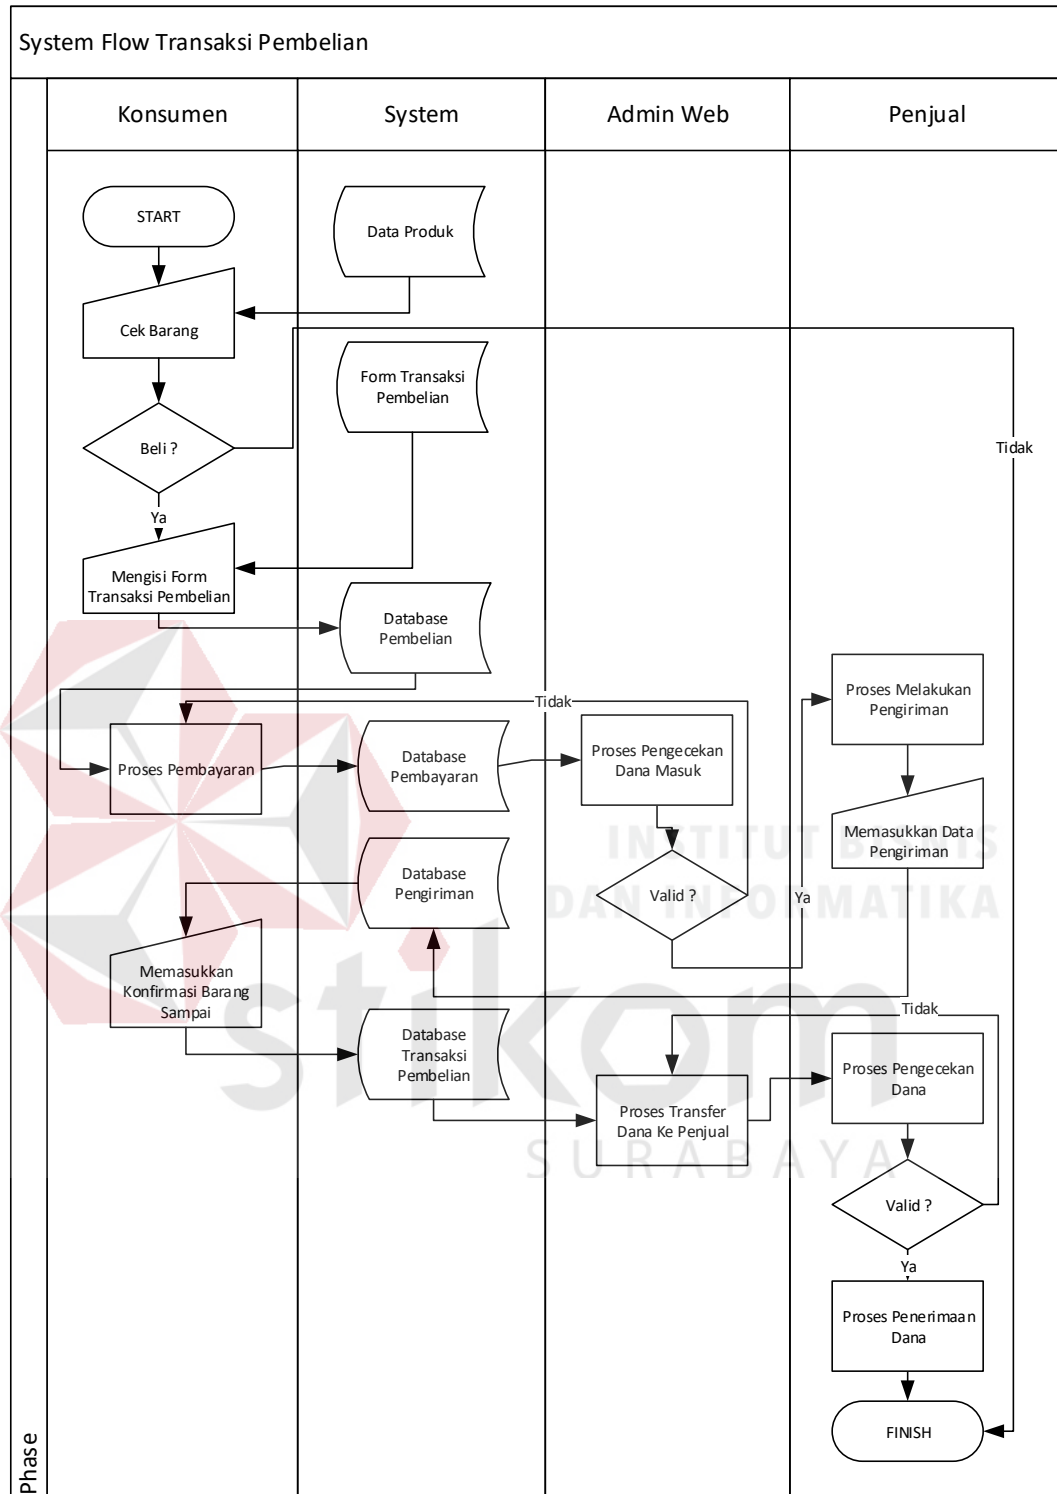 System Flow Transaksi Pembelian
Konsumen
System
Admin Web
Penjual
START
Data Produk
Cek Barang
Form Transaksi
Pembelian
Beli ?
Tidak
Ya
Mengisi Form
Transaksi Pembelian
Database
Pembelian
Proses Melakukan
Pengiriman
Tidak
Proses Pembayaran
Database
Pembayaran
Proses Pengecekan
Dana Masuk
Memasukkan Data
Pengiriman
INSTITUT BISNIS
DAN INFORMATIKA
Database
Pengiriman
Valid ?
Ya
Memasukkan
Konfirmasi Barang
Sampai
stikom
SURABAYA
Tidak
Database
Transaksi
Pembelian
Proses Transfer
Dana Ke Penjual
Proses Pengecekan
Dana
Valid ?
Ya
Proses Penerimaan
Dana
FINISH
Phase